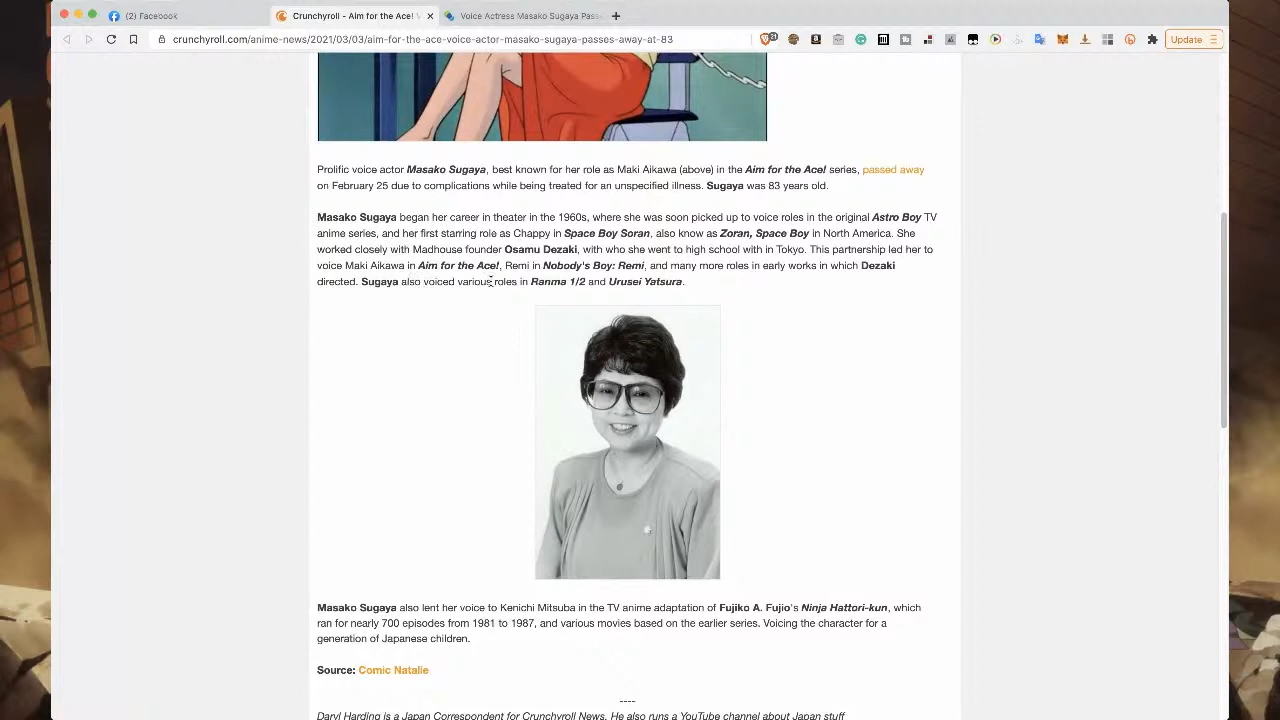 (2) Facebook
Crunchyroll - Aim for the Ace! V
Voice Actress Masako Sugaya Pass
crunchyroll.com/anime-news/2021/03/03/aim-for-the-ace-voice-actor-masako-sugaya-passes-away-at-83
Update
Prolific voice actor Masako Sugaya, best known for her role as Maki Aikawa (above) in the Aim for the Ace! series, passed away
on February 25 due to complications while being treated for an unspecified illness. Sugaya was 83 years old.
Masako Sugaya began her career in theater in the 1960s, where she was soon picked up to voice roles in the original Astro Boy TV
anime series, and her first starring role as Chappy in Space Boy Soran, also know as Zoran, Space Boy in North America. She
worked closely with Madhouse founder Osamu Dezaki, with who she went to high school with in Tokyo. This partnership led her to
voice Maki Aikawa in Aim for the Ace!, Remi in Nobody's Boy: Remi, and many more roles in early works in which Dezaki
directed. Sugaya also voiced various roles in Ranma 1/2 and Urusei Yatsura.
Masako Sugaya also lent her voice to Kenichi Mitsuba in the TV anime adaptation of Fujiko A. Fujio's Ninja Hattori-kun, which
ran for nearly 700 episodes from 1981 to 1987, and various movies based on the earlier series. Voicing the character for a
generation of Japanese children.
Source: Comic Natalie
----
Daryl Harding is a Japan Correspondent for Crunchyroll News. He also runs a YouTube channel about Japan stuff